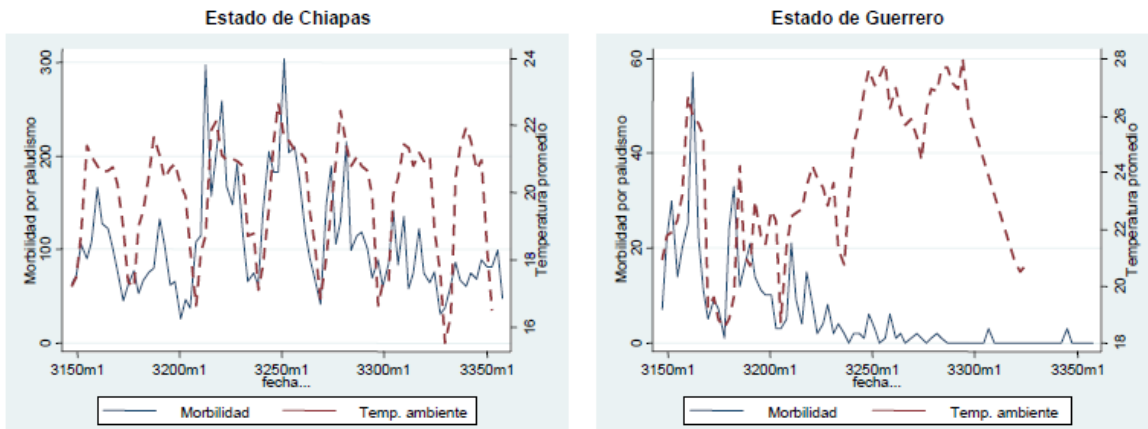 Estado de Chiapas
Morbilidad por paludismo
0 100 200 300
16 18 20 22 24
Temperatura promedio
3150m1 3200m1 3250m1 3300m1 3350m1
fecha...
Morbilidad Temp. ambiente
Estado de Guerrero
Morbilidad por paludismo
0 20 40 60
18 20 22 24 26 28
Temperatura promedio
3150m1 3200m1 3250m1 3300m1 3350m1
fecha...
Morbilidad Temp. ambiente